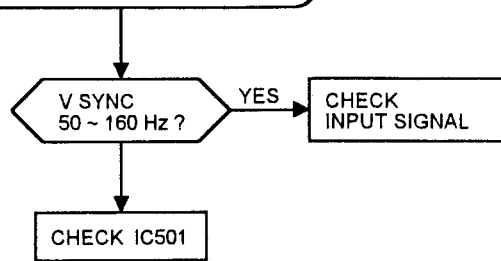 V SYNC
50 ~ 160 Hz ?
YES
CHECK
INPUT SIGNAL
CHECK IC501